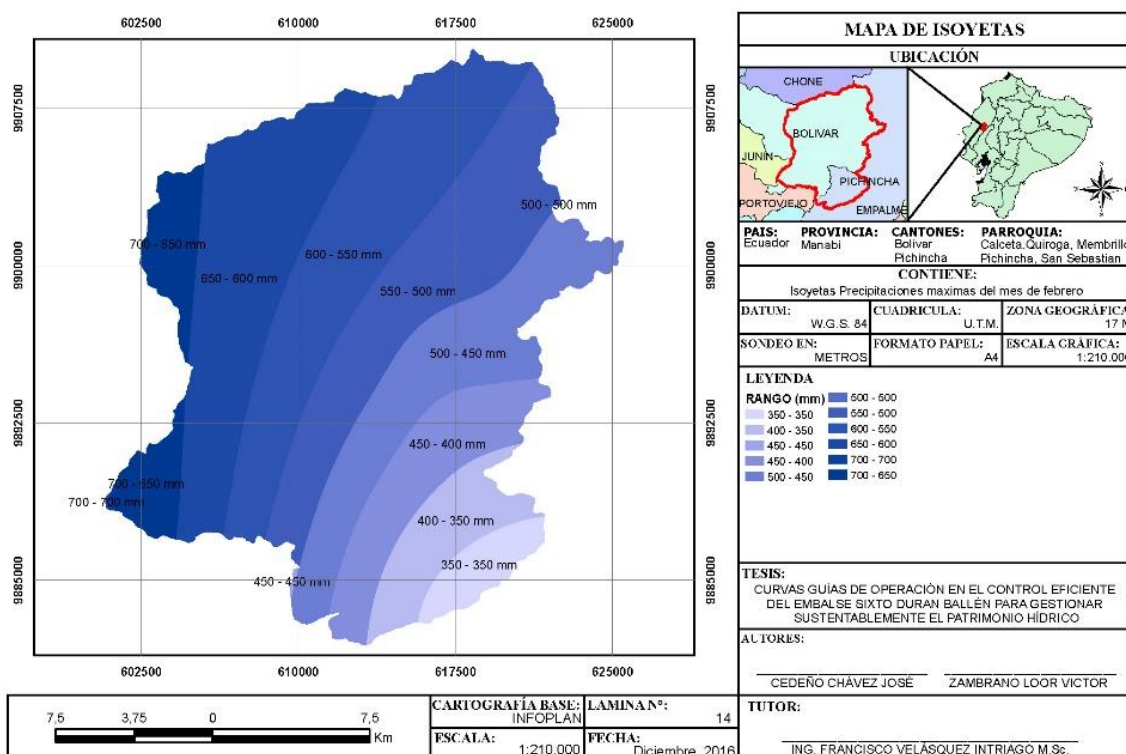 602500 610000 617500 625000
9907500
9900000
9892500
9885000
9907500
9900000
9892500
9885000
500 - 500 mm
700 - 650 mm
600 - 550 mm
650 - 600 mm
550 - 500 mm
500 - 450 mm
450 - 400 mm
700 - 650 mm
700 - 700 mm
400 - 350 mm
350 - 350 mm
450 - 450 mm
602500 610000 617500 625000
MAPA DE ISOYETAS
UBICACIÓN
CHONE
BOLIVAR
JUNIN
PICHINCHA
PORTOVIEJO
EMPALME
PAIS: PROVINCIA: CANTONES: PARROQUIA:
Ecuador Manabi Bolivar Calceta,Quiroga, Membrillo
Pichincha Pichincha, San Sebastian
CONTIENE:
Isoyetas Precipitaciones maximas del mes de febrero
DATUM: CUADRICULA: ZONA GEOGRÁFICA
W.G.S. 84 U.T.M. 17
SONDEO EN: FORMATO PAPEL: ESCALA GRÁFICA:
METROS A4 1:210.000
LEYENDA
RANGO (mm)
350 - 350
400 - 350
450 - 450
450 - 400
500 - 450
500 - 500
550 - 500
600 - 550
650 - 600
700 - 700
700 - 650
TESIS:
CURVAS GUÍAS DE OPERACIÓN EN EL CONTROL EFICIENTE
DEL EMBALSE SIXTO DURAN BALLÉN PARA GESTIONAR
SUSTENTABLEMENTE EL PATRIMONIO HÍDRICO
AUTORES:
CEDEÑO CHÁVEZ JOSÉ ZAMBRANO LOOR VICTOR
TUTOR:
ING. FRANCISCO VELÁSQUEZ INTRIAGO M.Sc.
7,5 3,75 0 7,5
Km
CARTOGRAFÍA BASE: LAMINA Nº:
INFOPLAN 14
ESCALA: FECHA:
1:210.000 Diciembre, 2016